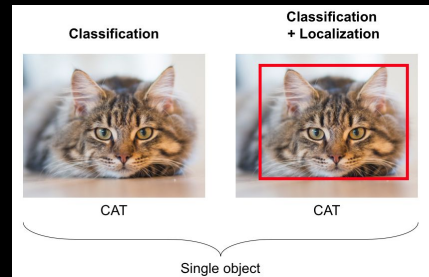 Classification
Classification
+ Localization
CAT
CAT
Single object